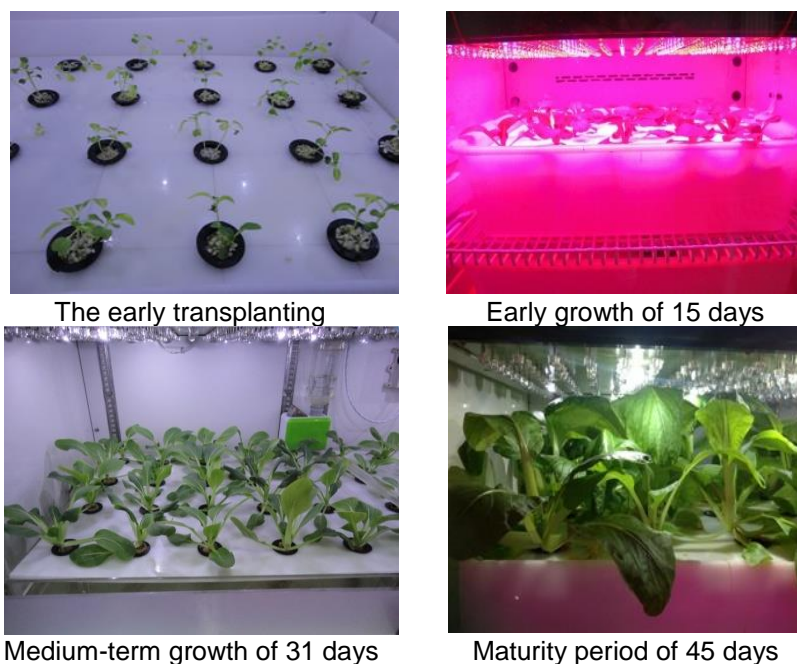 The early transplanting
Early growth of 15 days
Medium-term growth of 31 days
Maturity period of 45 days